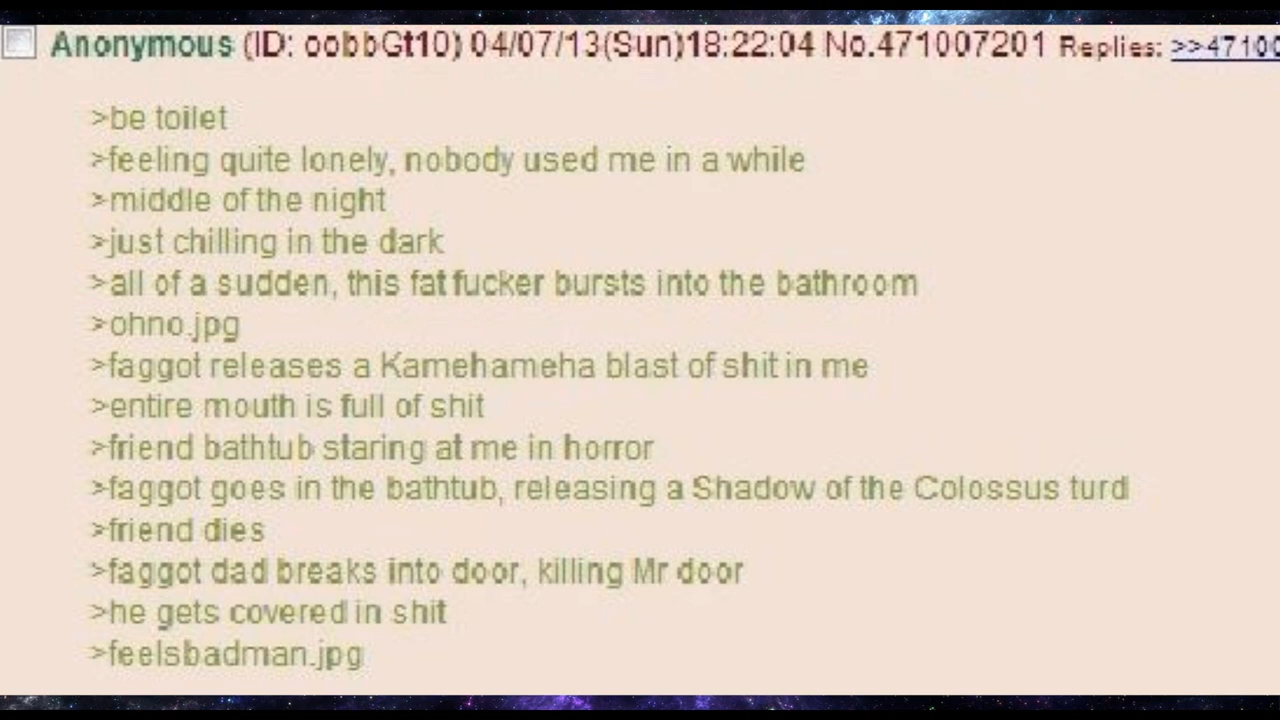 Anonymous (ID: oobbGt10) 04/07/13(Sun)18:22:04 No.471007201 Replies: >>47100
>be toilet
>feeling quite lonely, nobody used me in a while
>middle of the night
>just chilling in the dark
>all of a sudden, this fat fucker bursts into the bathroom
>ohno.jpg
>faggot releases a Kamehameha blast of shit in me
>entire mouth is full of shit
>friend bathtub staring at me in horror
>faggot goes in the bathtub, releasing a Shadow of the Colossus turd
>friend dies
>faggot dad breaks into door, killing Mr door
>he gets covered in shit
>feelsbadman.jpg